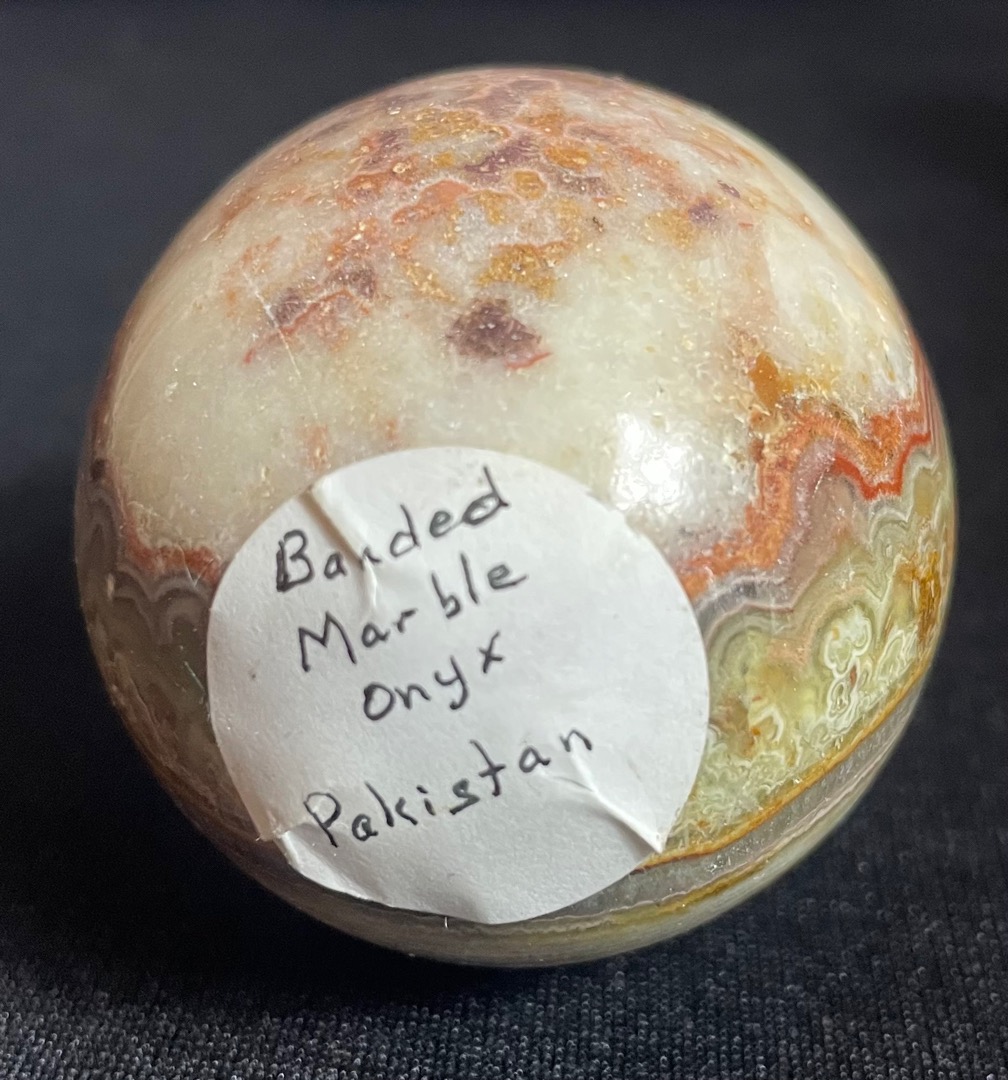 Banded
Marble
onyx
Pakistan